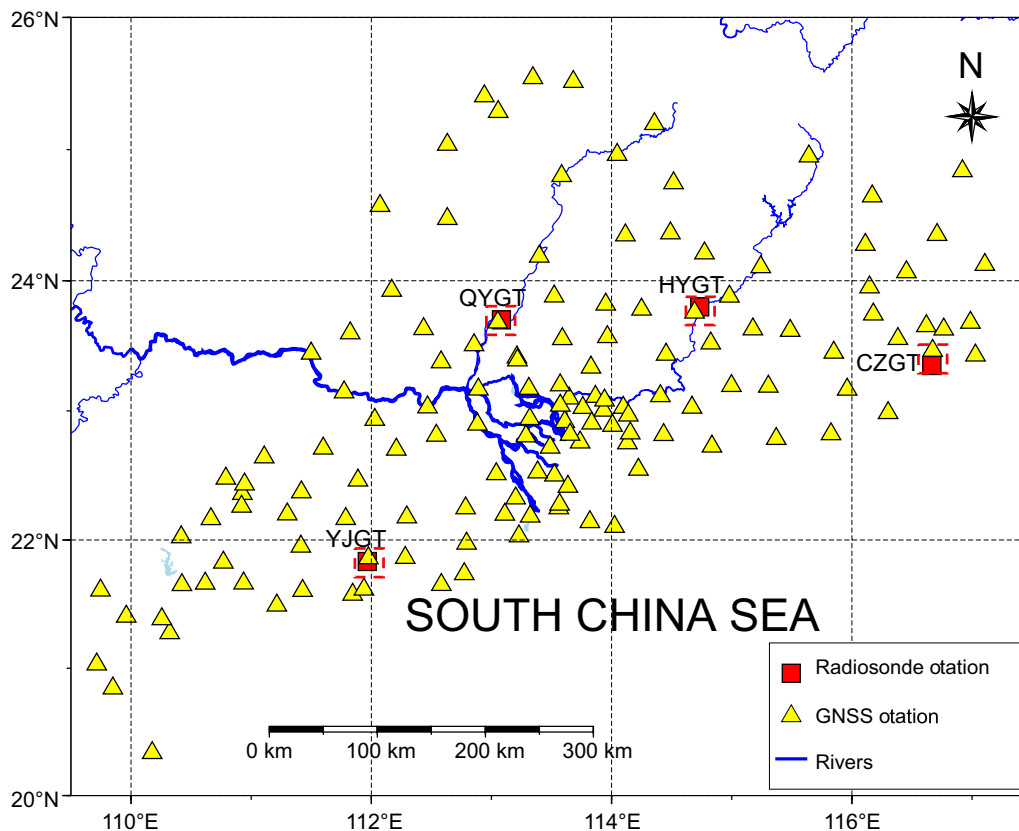 26°N
N
24°N
QYGT
HYGT
CZGT
22°N
YJGT
SOUTH CHINA SEA
Radiosonde otation
GNSS otation
Rivers
0 km
100 km
200 km
300 km
20°N
110°E
112°E
114°E
116°E